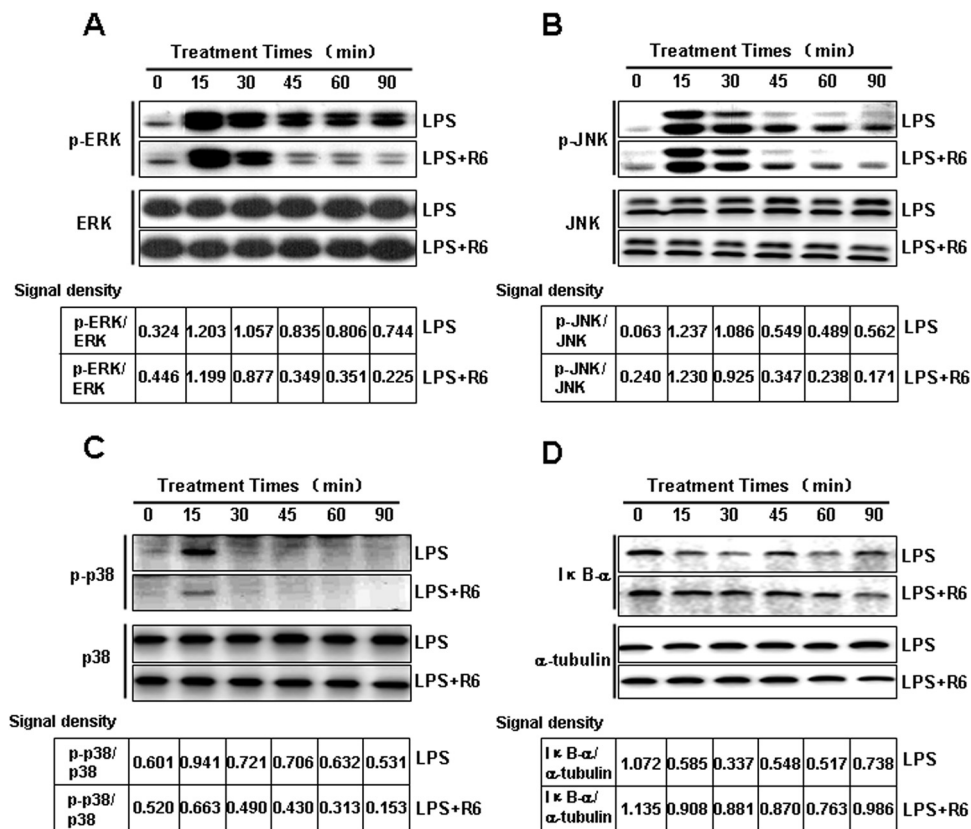 A
Treatment Times （min）
0 15 30 45 60 90
p-ERK
LPS
LPS+R6
ERK
LPS
LPS+R6
Signal density
p-ERK/ ERK 0.324 1.203 1.057 0.835 0.806 0.744 LPS
p-ERK/ ERK 0.446 1.199 0.877 0.349 0.351 0.225 LPS+R6
B
Treatment Times （min）
0 15 30 45 60 90
p-JNK
LPS
LPS+R6
JNK
LPS
LPS+R6
Signal density
p-JNK/ JNK 0.063 1.237 1.086 0.549 0.489 0.562 LPS
p-JNK/ JNK 0.240 1.230 0.925 0.347 0.238 0.171 LPS+R6
C
Treatment Times （min）
0 15 30 45 60 90
p-p38
LPS
LPS+R6
p38
LPS
LPS+R6
Signal density
p-p38/ p38 0.601 0.941 0.721 0.706 0.632 0.531 LPS
p-p38/ p38 0.520 0.663 0.490 0.430 0.313 0.153 LPS+R6
D
Treatment Times （min）
0 15 30 45 60 90
Iκ B-α
LPS
LPS+R6
α-tubulin
LPS
LPS+R6
Signal density
Iκ B-α/ α-tubulin 1.072 0.585 0.337 0.548 0.517 0.738 LPS
Iκ B-α/ α-tubulin 1.135 0.908 0.881 0.870 0.763 0.986 LPS+R6